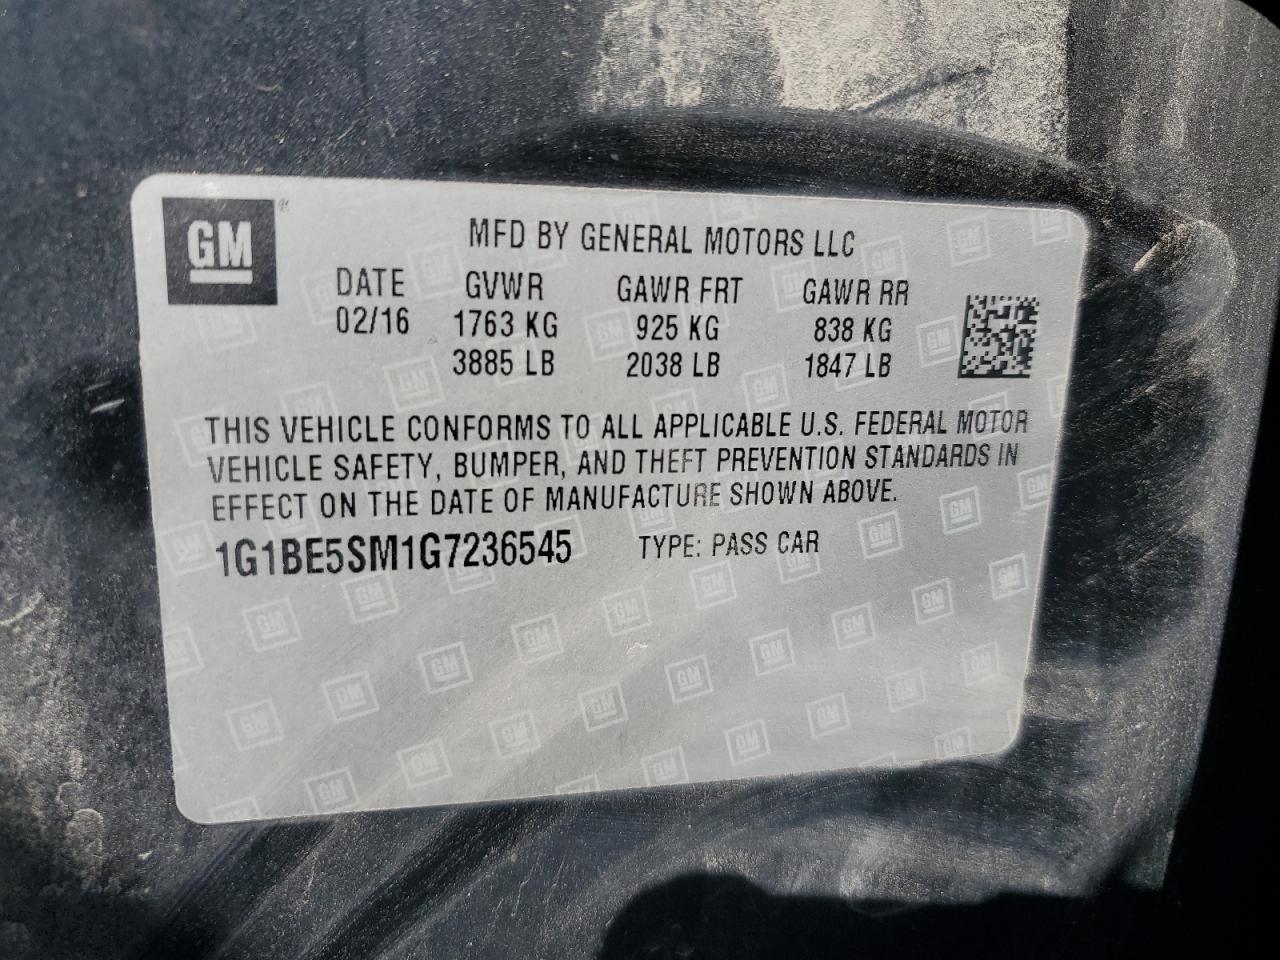 GM ®
MFD BY GENERAL MOTORS LLC
DATE GVWR GAWR FRT GAWR RR
02/16 1763 KG 925 KG 838 KG
3885 LB 2038 LB 1847 LB
THIS VEHICLE CONFORMS TO ALL APPLICABLE U.S. FEDERAL MOTOR
VEHICLE SAFETY, BUMPER, AND THEFT PREVENTION STANDARDS IN
EFFECT ON THE DATE OF MANUFACTURE SHOWN ABOVE.
1G1BE5SM1G7236545 TYPE: PASS CAR